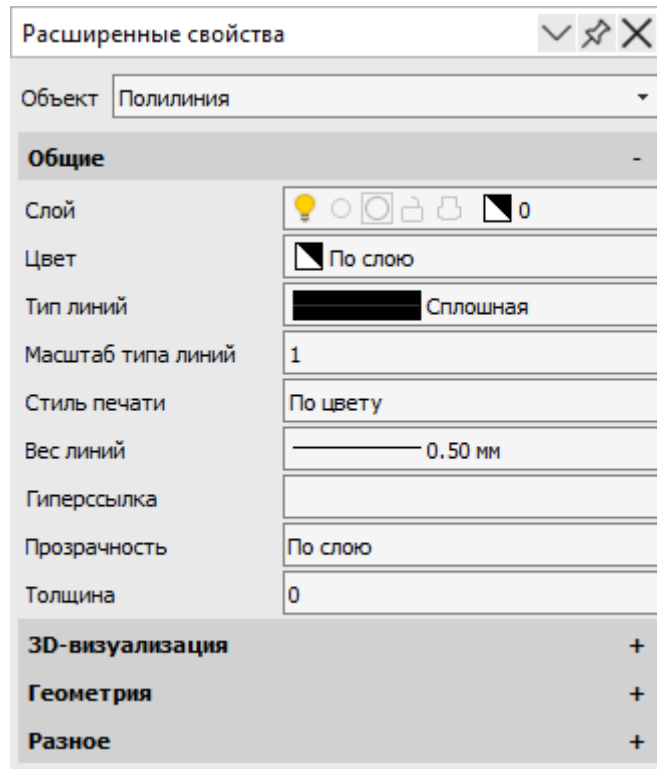 Расширенные свойства
Объект Полилиния
Общие -
Слой 0
Цвет По слою
Тип линий Сплошная
Масштаб типа линий 1
Стиль печати По цвету
Вес линий 0.50 мм
Гиперссылка
Прозрачность По слою
Толщина 0
3D-визуализация +
Геометрия +
Разное +